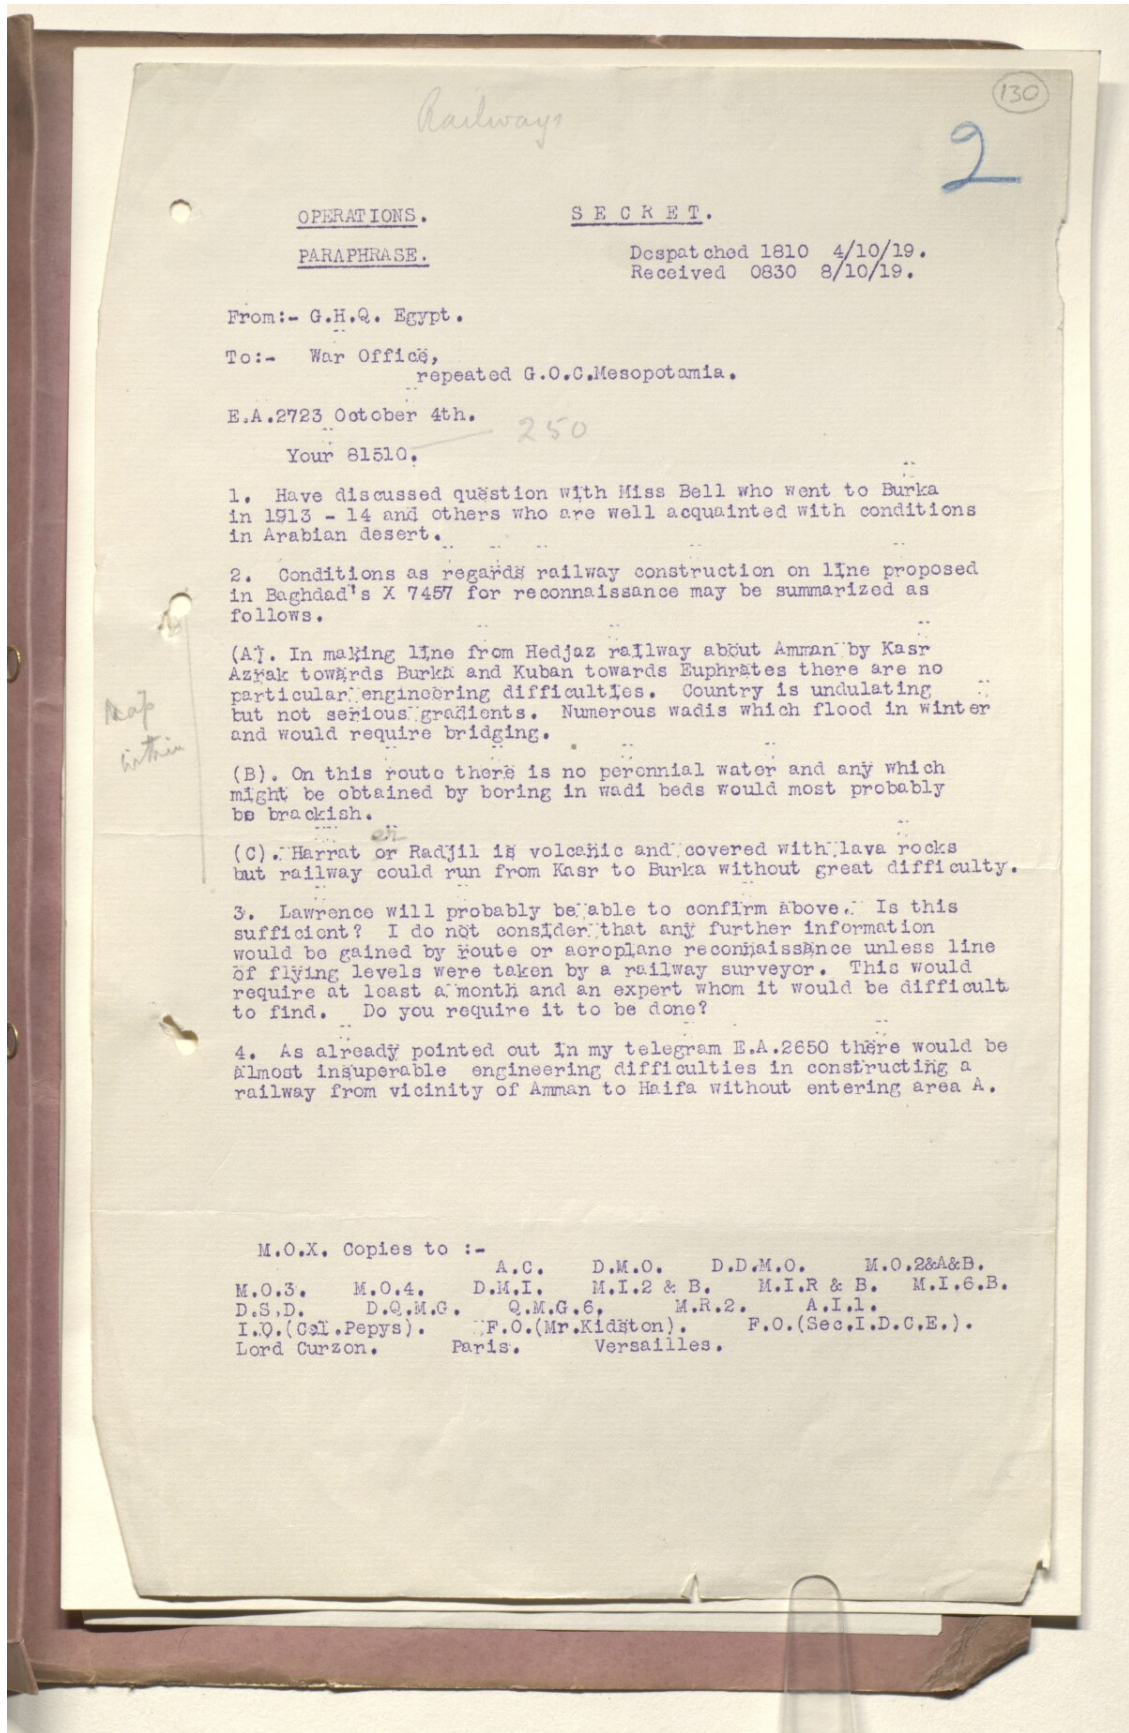 Railways
130
2
OPERATIONS. SECRET.
PARAPHRASE. Despatched 1810 4/10/19.
Received 0830 8/10/19.
From:- G.H.Q. Egypt.
To:- War Office,
repeated G.O.C.Mesopotamia.
E.A.2723 October 4th.
250
Your 81510.
1. Have discussed question with Miss Bell who went to Burka
in 1913 - 14 and others who are well acquainted with conditions
in Arabian desert.
2. Conditions as regards railway construction on line proposed
in Baghdad's X 7457 for reconnaissance may be summarized as
follows.
(A). In making line from Hedjaz railway about Amman by Kasr
Azrak towards Burka and Kuban towards Euphrates there are no
particular engineering difficulties. Country is undulating
but not serious gradients. Numerous wadis which flood in winter
and would require bridging.
Map
within
(B). On this route there is no perennial water and any which
might be obtained by boring in wadi beds would most probably
be brackish.
er
(C). Harrat or Radjil is volcanic and covered with lava rocks
but railway could run from Kasr to Burka without great difficulty.
3. Lawrence will probably be able to confirm above. Is this
sufficient? I do not consider that any further information
would be gained by route or aeroplane reconnaissance unless line
of flying levels were taken by a railway surveyor. This would
require at least a month and an expert whom it would be difficult
to find. Do you require it to be done?
4. As already pointed out in my telegram E.A.2650 there would be
almost insuperable engineering difficulties in constructing a
railway from vicinity of Amman to Haifa without entering area A.
M.O.X. Copies to :-
A.C. D.M.O. D.D.M.O. M.O.2&A&B.
M.O.3. M.O.4. D.M.I. M.I.2 & B. M.I.R & B. M.I.6.B.
D.S.D. D.Q.M.G. Q.M.G.6. M.R.2. A.I.1.
I.O.(Col.Pepys). F.O.(Mr.Kidston). F.O.(Sec.I.D.C.E.).
Lord Curzon. Paris. Versailles.